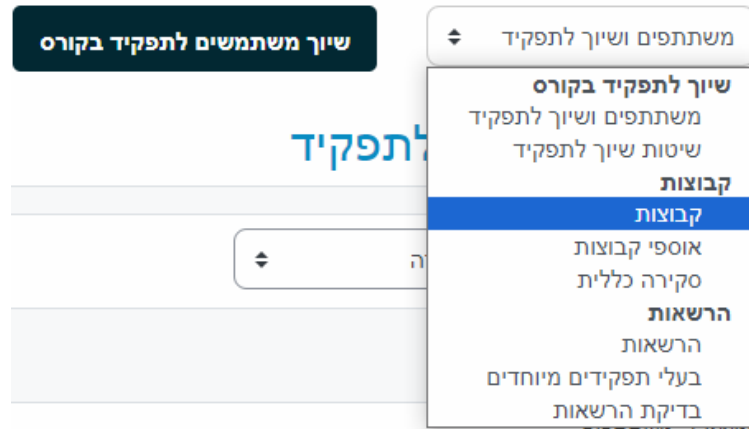 משתתפים ושיוך לתפקיד
שיוך משתמשים לתפקיד בקורס
שיוך לתפקיד בקורס
משתתפים ושיוך לתפקיד
שיטות שיוך לתפקיד
לתפקיד
קבוצות
קבוצות
אוספי קבוצות
סקירה כללית
הרשאות
הרשאות
בעלי תפקידים מיוחדים
בדיקת הרשאות